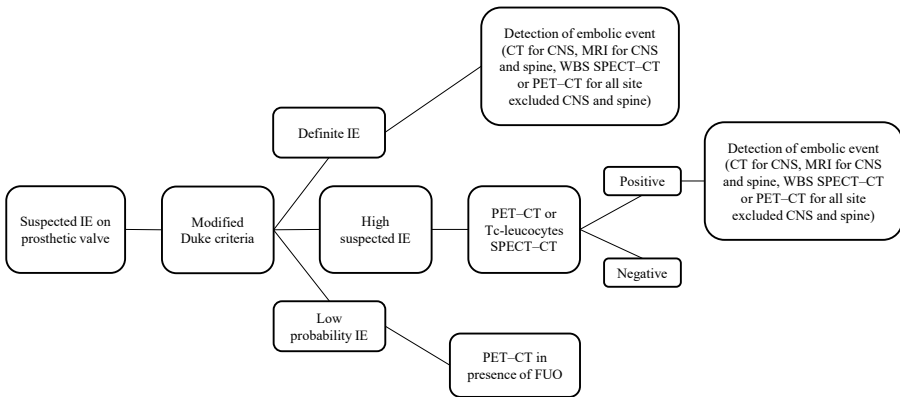 Suspected IE on
prosthetic valve
Modified
Duke criteria
Definite IE
Detection of embolic event
(CT for CNS, MRI for CNS
and spine, WBS SPECT–CT
or PET–CT for all site
excluded CNS and spine)
High
suspected IE
PET–CT or
Tc-leucocytes
SPECT–CT
Positive
Detection of embolic event
(CT for CNS, MRI for CNS
and spine, WBS SPECT–CT
or PET–CT for all site
excluded CNS and spine)
Negative
Low
probability IE
PET–CT in
presence of FUO